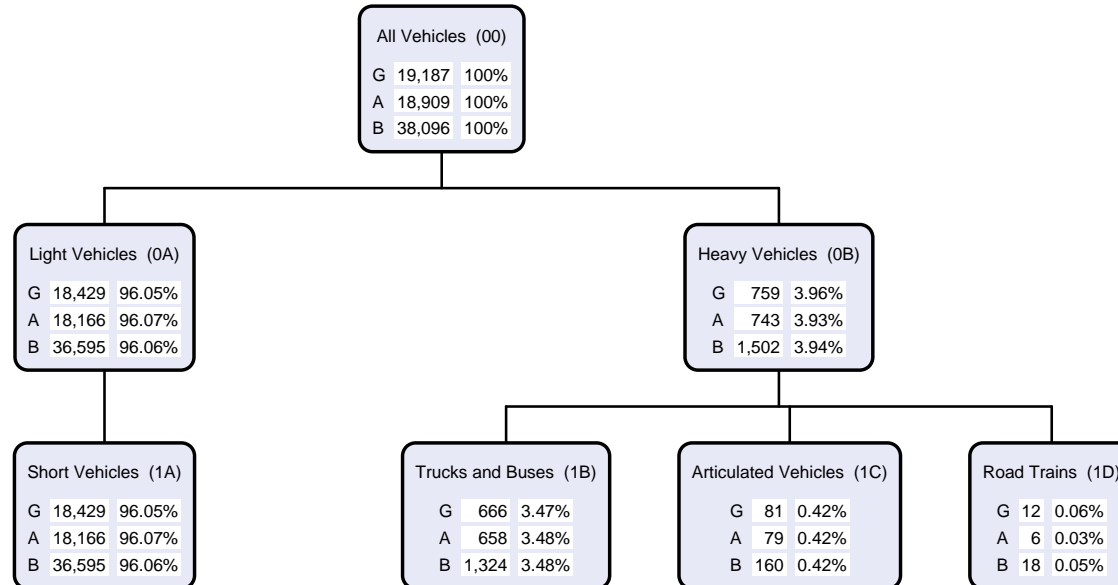 All Vehicles (00)
G 19,187 100%
A 18,909 100%
B 38,096 100%
Light Vehicles (0A)
G 18,429 96.05%
A 18,166 96.07%
B 36,595 96.06%
Heavy Vehicles (0B)
G 759 3.96%
A 743 3.93%
B 1,502 3.94%
Short Vehicles (1A)
G 18,429 96.05%
A 18,166 96.07%
B 36,595 96.06%
Trucks and Buses (1B)
G 666 3.47%
A 658 3.48%
B 1,324 3.48%
Articulated Vehicles (1C)
G 81 0.42%
A 79 0.42%
B 160 0.42%
Road Trains (1D)
G 12 0.06%
A 6 0.03%
B 18 0.05%